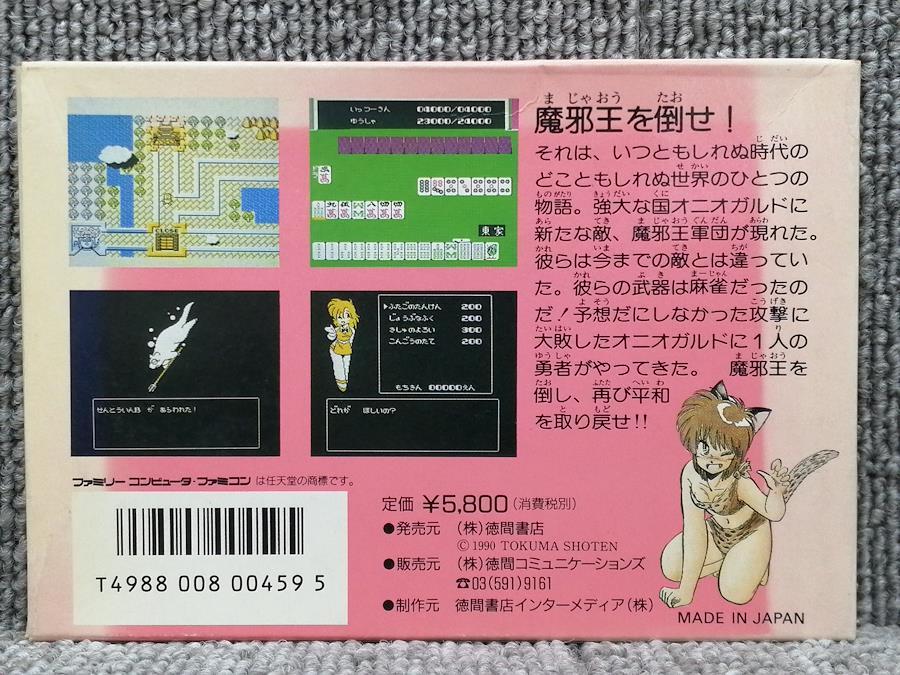 CLOSE
いっつーさん 04000/04000
ゆうしゃ 23000/24000
東家
せんとういんB が あらわれた！
▶ふたごのたんけん 200
じょうぶなふく 200
きしゅのよろい 300
こんごうのたて 200
もちきん 00000えん
どれが ほしいの？
魔邪王を倒せ！
それは、いつともしれぬ時代の
どこともしれぬ世界のひとつの
物語。強大な国オニオガルドに
新たな敵、魔邪王軍団が現れた。
彼らは今までの敵とは違ってい
た。彼らの武器は麻雀だったの
だ！予想だにしなかった攻撃に
大敗したオニオガルドに1人の
勇者がやってきた。 魔邪王を
倒し、再び平和
を取り戻せ!!
ファミリーコンピュータ・ファミコン は任天堂の商標です。
T4988 008 00459 5
定価 ￥5,800（消費税別）
●発売元 （株）徳間書店
© 1990 TOKUMA SHOTEN
●販売元 （株）徳間コミュニケーションズ
☎03(591)9161
●制作元 徳間書店インターメディア（株）
MADE IN JAPAN